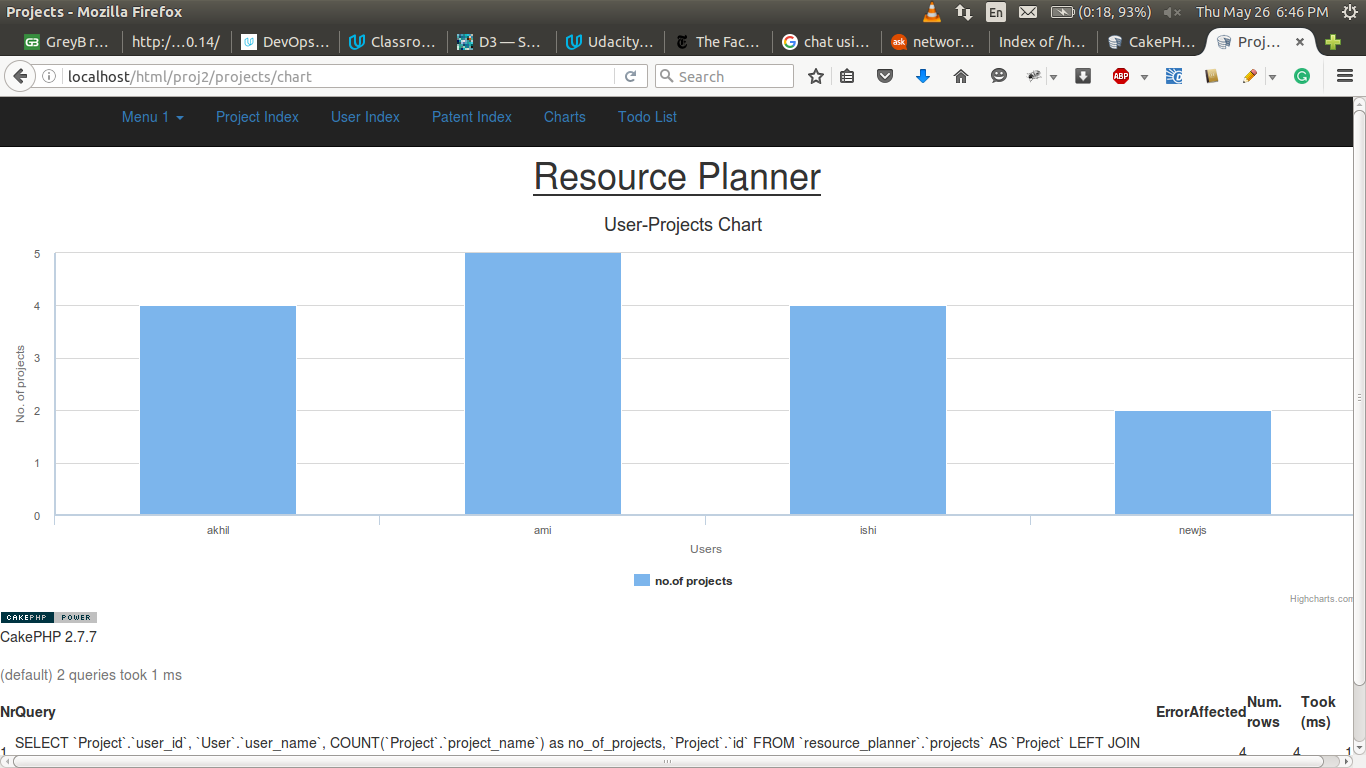 Projects - Mozilla Firefox
En
(0:18, 93%)
Thu May 26 6:46 PM
GB GreyB r...
http:/...0.14/
DevOps...
Classro...
D3 — S...
Udacity...
The Fac...
chat usi...
ask networ...
Index of /h...
CakePH...
Proj...
localhost/html/proj2/projects/chart
Search
ABP
Menu 1
Project Index
User Index
Patent Index
Charts
Todo List
Resource Planner
User-Projects Chart
5
4
3
2
1
0
No. of projects
akhil
ami
ishi
newjs
Users
no.of projects
Highcharts.com
CAKEPHP POWER
CakePHP 2.7.7
(default) 2 queries took 1 ms
Nr Query Error Affected Num. rows Took (ms)
SELECT `Project`.`user_id`, `User`.`user_name`, COUNT(`Project`.`project_name`) as no_of_projects, `Project`.`id` FROM `resource_planner`.`projects` AS `Project` LEFT JOIN
1 4 4 1